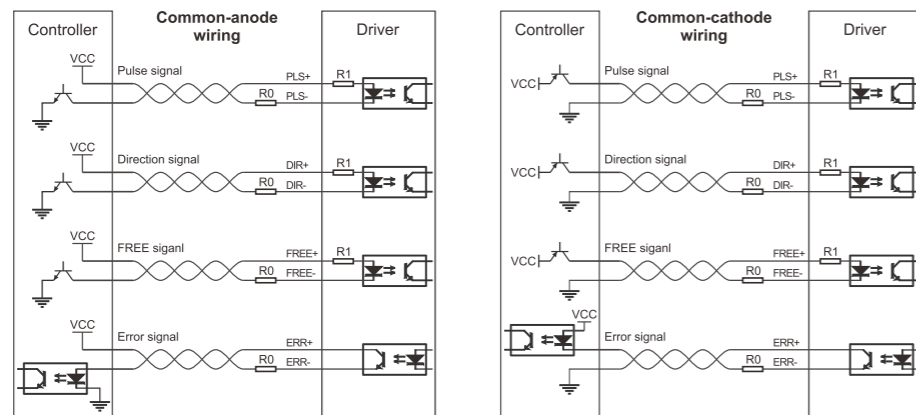 Controller
Common-anode
wiring
Driver
VCC
Pulse signal
PLS+
R1
R0
PLS-
VCC
Direction signal
DIR+
R1
R0
DIR-
VCC
FREE siganl
FREE+
R1
R0
FREE-
VCC
Error signal
ERR+
R0
ERR-
Controller
Common-cathode
wiring
Driver
VCC
Pulse signal
PLS+
R1
R0
PLS-
VCC
Direction signal
DIR+
R1
R0
DIR-
VCC
FREE siganl
FREE+
R1
R0
FREE-
VCC
Error signal
ERR+
R0
ERR-